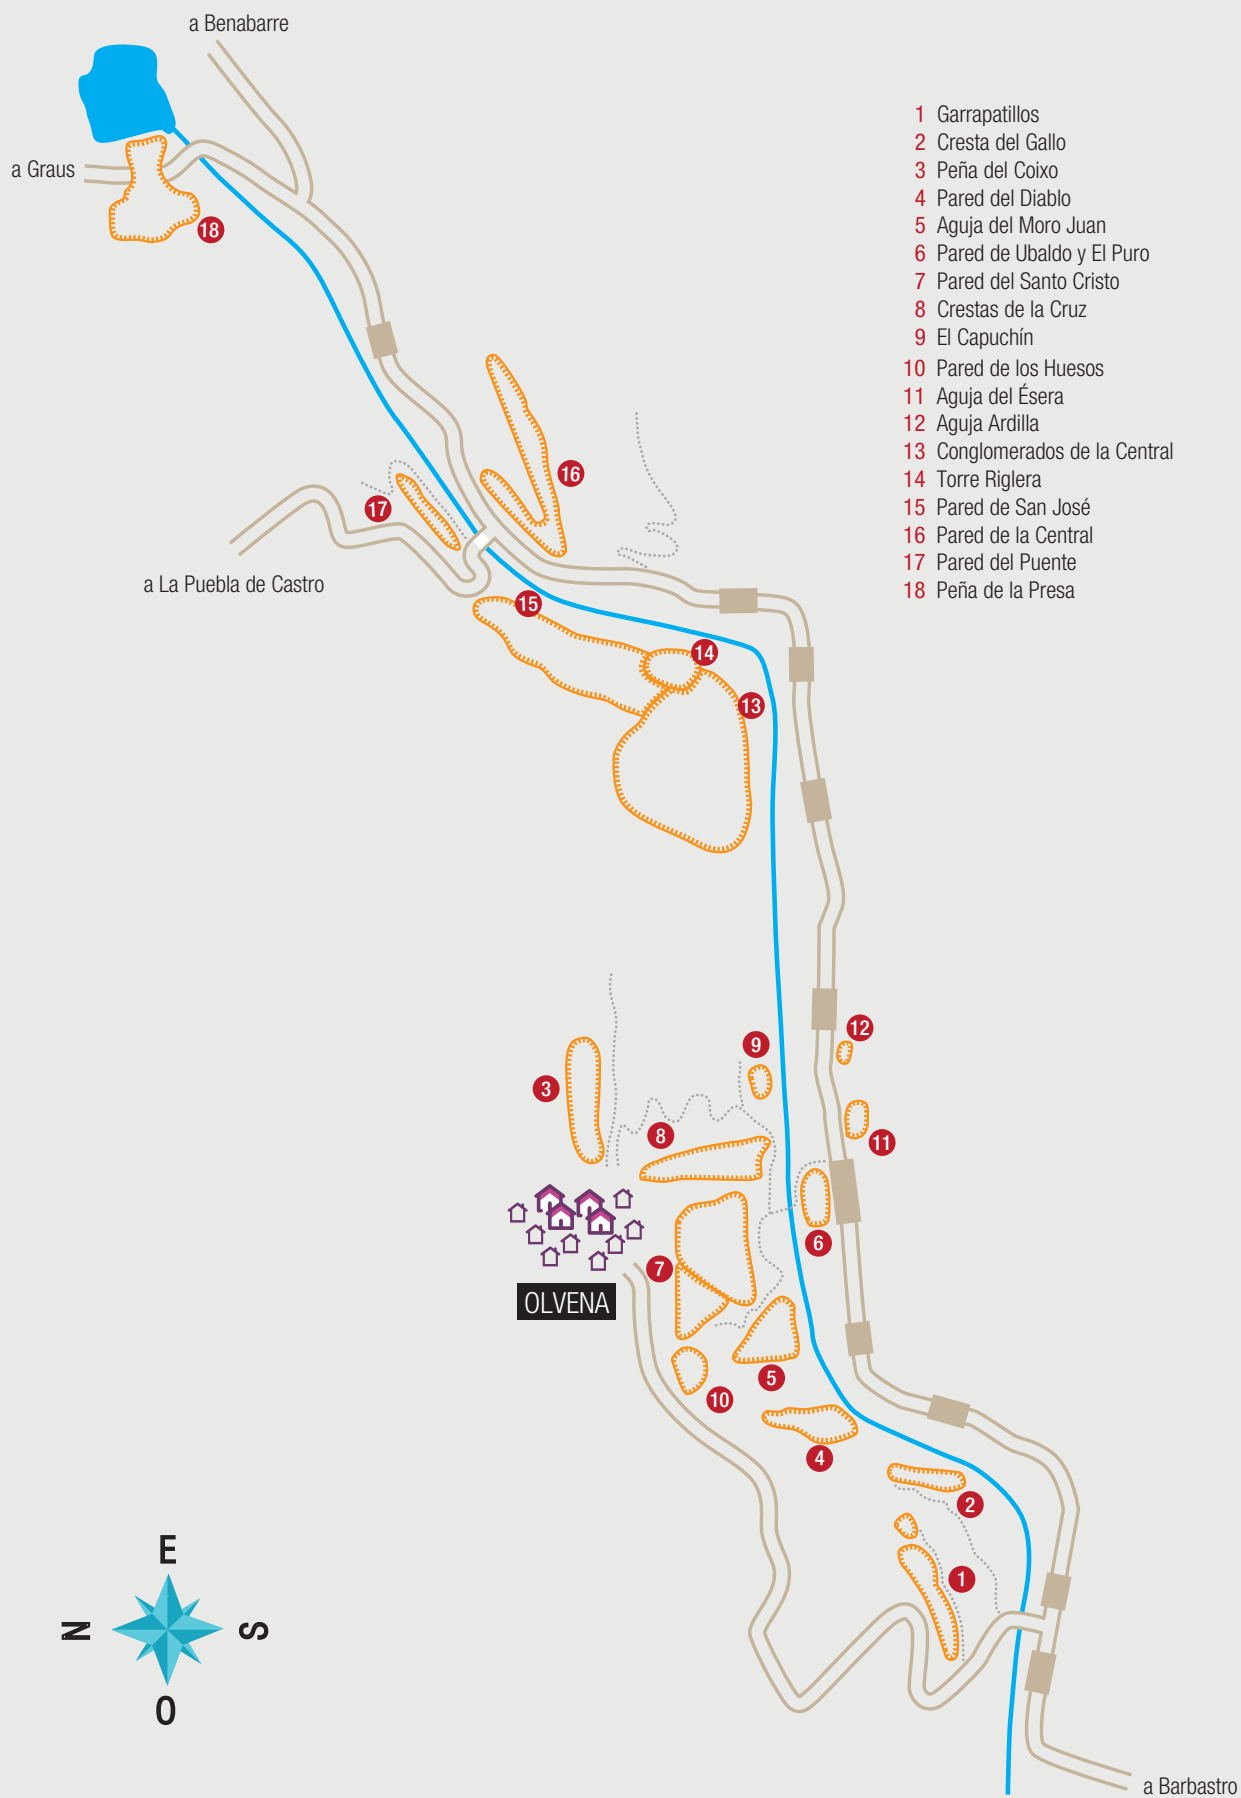 a Benabarre
a Graus
1 Garrapatillos
2 Cresta del Gallo
3 Peña del Coixo
4 Pared del Diablo
5 Aguja del Moro Juan
6 Pared de Ubaldo y El Puro
7 Pared del Santo Cristo
8 Crestas de la Cruz
9 El Capuchín
10 Pared de los Huesos
11 Aguja del Ésera
12 Aguja Ardilla
13 Conglomerados de la Central
14 Torre Riglera
15 Pared de San José
16 Pared de la Central
17 Pared del Puente
18 Peña de la Presa
18
16
17
a La Puebla de Castro
15
14
13
12
9
3
11
8
6
7
OLVENA
5
10
4
2
1
E
N
S
O
a Barbastro